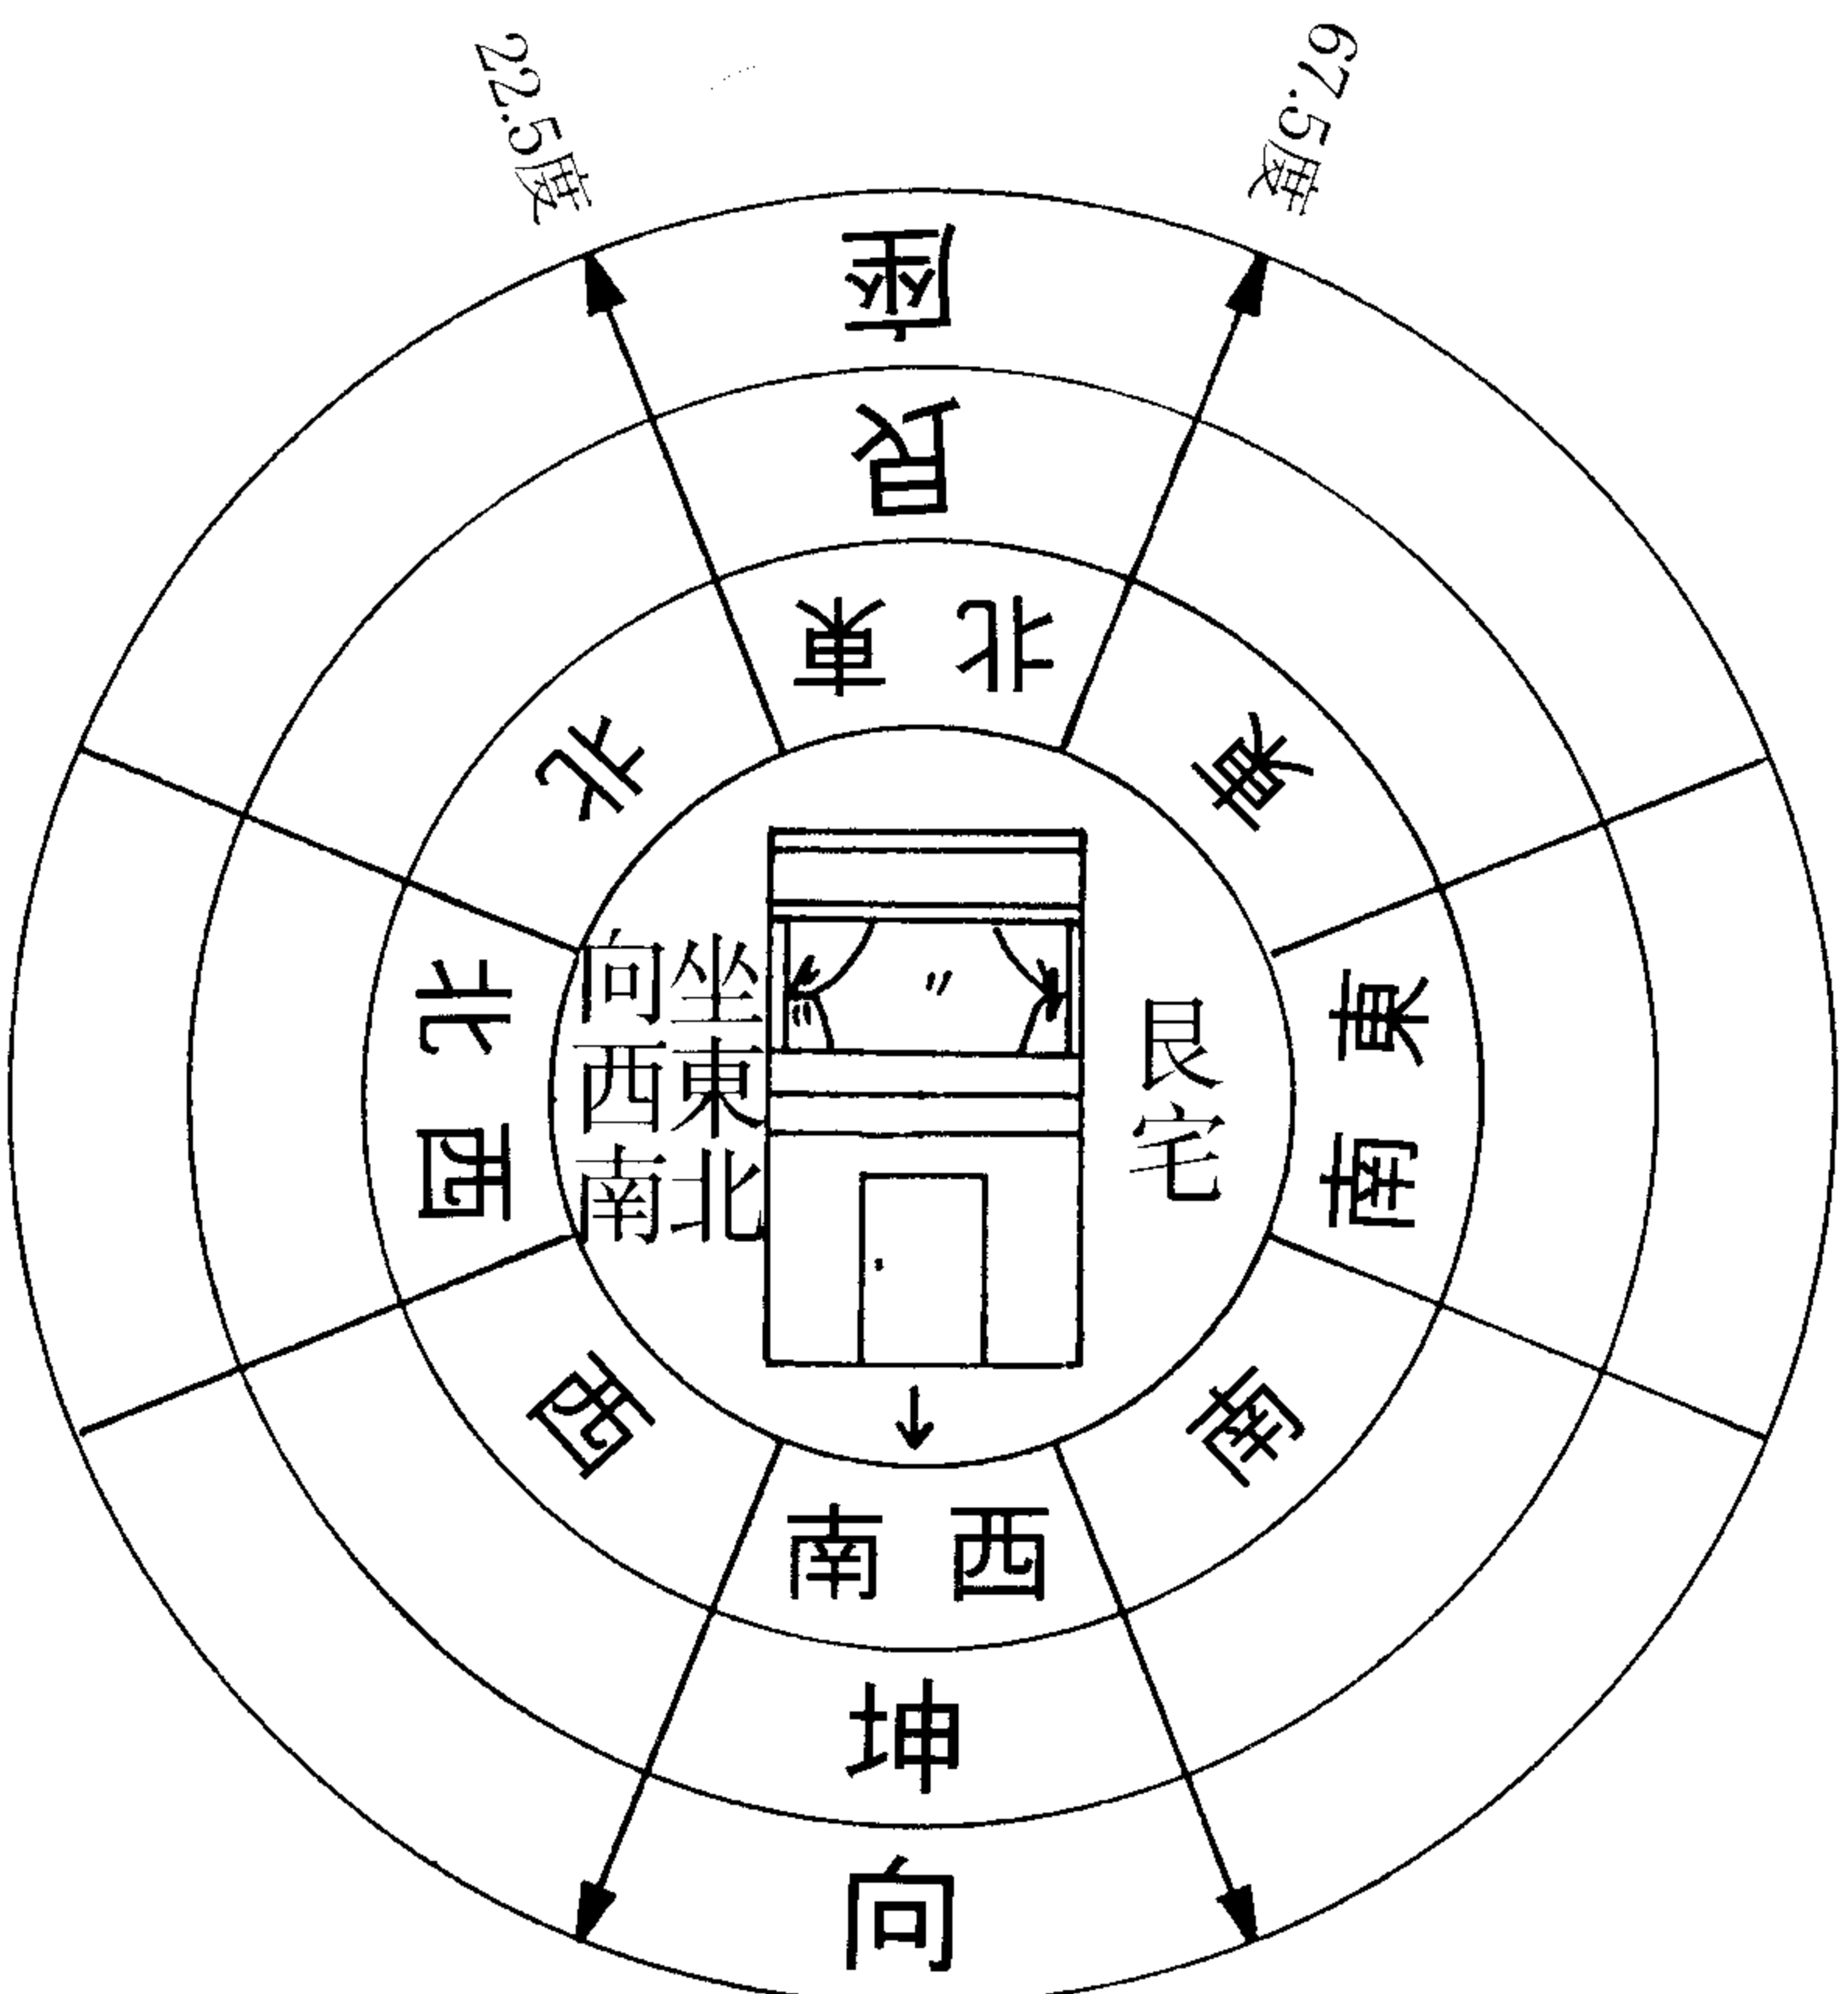 22.5度
67.5度
座
艮
北東
北
東
北西
東南
坐東北
向西南
艮宅
西
南
南西
坤
向